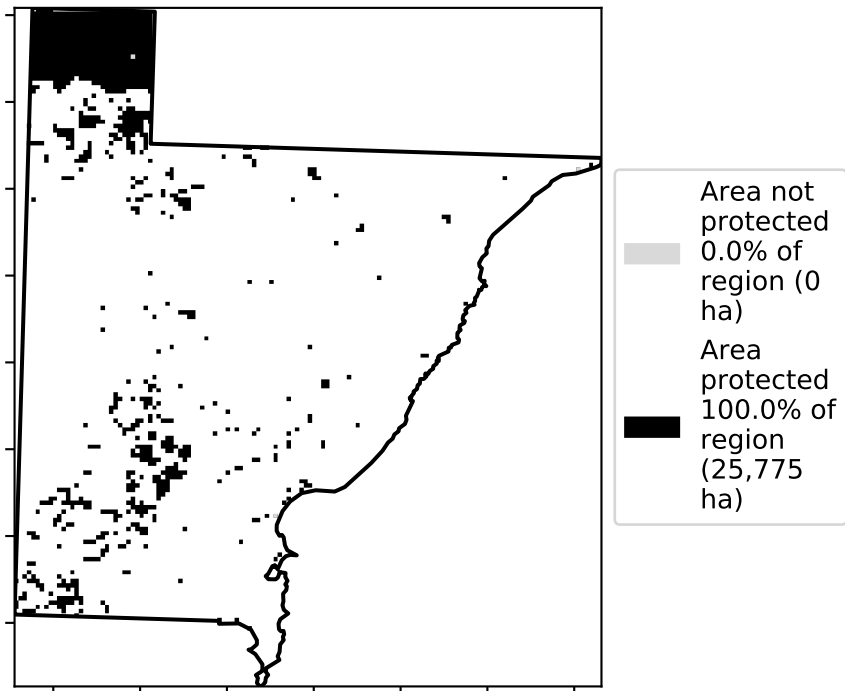 Area not
protected
0.0% of
region (0
ha)
Area
protected
100.0% of
region
(25,775
ha)